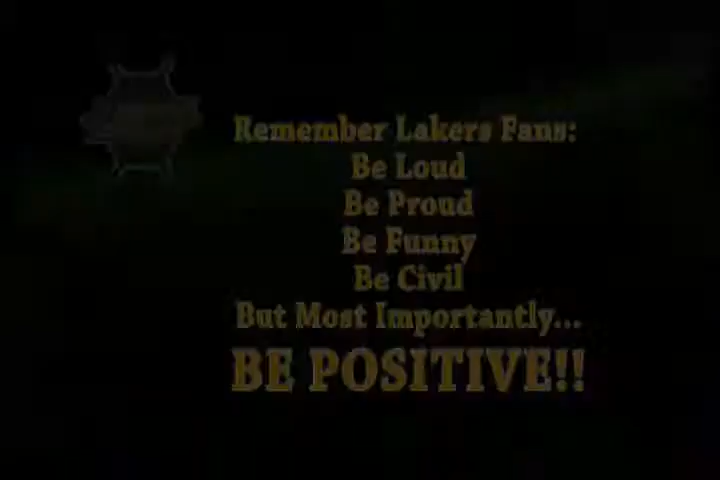 Remember Lakers Fans:
Be Loud
Be Proud
Be Funny
Be Civil
But Most Importantly...
BE POSITIVE!!